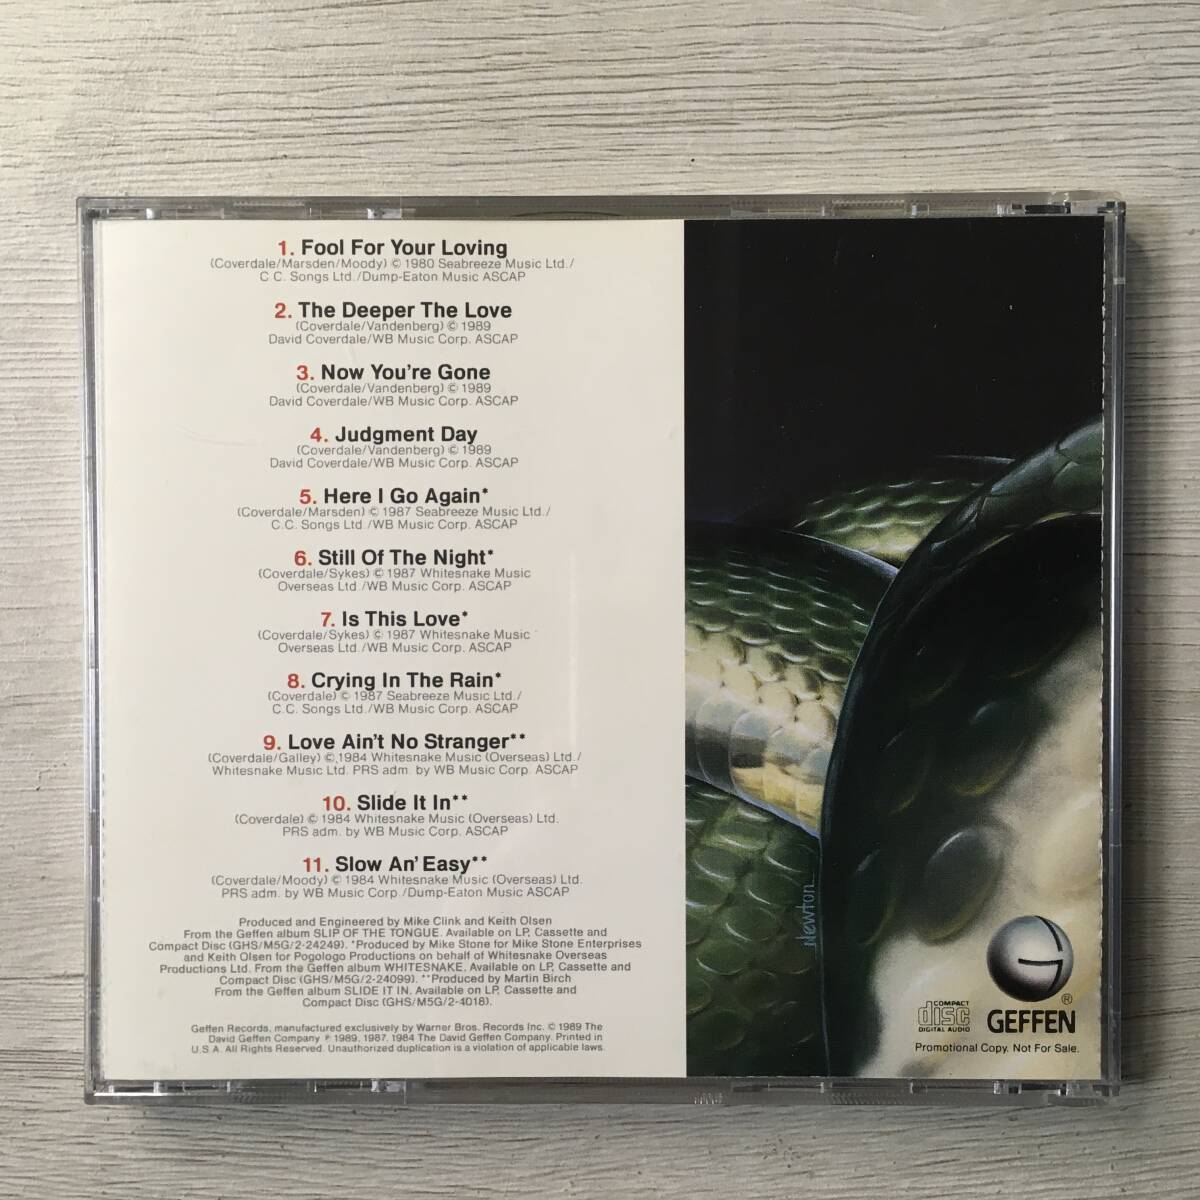 1. Fool For Your Loving
(Coverdale/Marsden/Moody) © 1980 Seabreeze Music Ltd./
C.C. Songs Ltd./Dump-Eaton Music ASCAP
2. The Deeper The Love
(Coverdale/Vandenberg) © 1989
David Coverdale/WB Music Corp. ASCAP
3. Now You're Gone
(Coverdale/Vandenberg) © 1989
David Coverdale/WB Music Corp. ASCAP
4. Judgment Day
(Coverdale/Vandenberg) © 1989
David Coverdale/WB Music Corp. ASCAP
5. Here I Go Again*
(Coverdale/Marsden) © 1987 Seabreeze Music Ltd./
C.C. Songs Ltd./WB Music Corp. ASCAP
6. Still Of The Night*
(Coverdale/Sykes) © 1987 Whitesnake Music
Overseas Ltd./WB Music Corp. ASCAP
7. Is This Love*
(Coverdale/Sykes) © 1987 Whitesnake Music
Overseas Ltd./WB Music Corp. ASCAP
8. Crying In The Rain*
(Coverdale) © 1987 Seabreeze Music Ltd./
C.C. Songs Ltd./WB Music Corp. ASCAP
9. Love Ain't No Stranger**
(Coverdale/Galley) © 1984 Whitesnake Music (Overseas) Ltd./
Whitesnake Music Ltd. PRS adm. by WB Music Corp. ASCAP
10. Slide It In**
(Coverdale) © 1984 Whitesnake Music (Overseas) Ltd.
PRS adm. by WB Music Corp. ASCAP
11. Slow An' Easy**
(Coverdale/Moody) © 1984 Whitesnake Music (Overseas) Ltd.
PRS adm. by WB Music Corp./Dump-Eaton Music ASCAP
Produced and Engineered by Mike Clink and Keith Olsen
From the Geffen album SLIP OF THE TONGUE. Available on LP, Cassette and
Compact Disc (GHS/M5G/2-24249). *Produced by Mike Stone for Mike Stone Enterprises
and Keith Olsen for Pogologo Productions on behalf of Whitesnake Overseas
Productions Ltd. From the Geffen album WHITESNAKE. Available on LP, Cassette and
Compact Disc (GHS/M5G/2-24099). **Produced by Martin Birch
From the Geffen album SLIDE IT IN. Available on LP, Cassette and
Compact Disc (GHS/M5G/2-4018).
Geffen Records, manufactured exclusively by Warner Bros. Records Inc. © 1989 The
David Geffen Company ℗ 1989, 1987, 1984 The David Geffen Company. Printed in
U.S.A. All Rights Reserved. Unauthorized duplication is a violation of applicable laws.
Newton
G
®
COMPACT
disc
DIGITAL AUDIO
GEFFEN
Promotional Copy. Not For Sale.